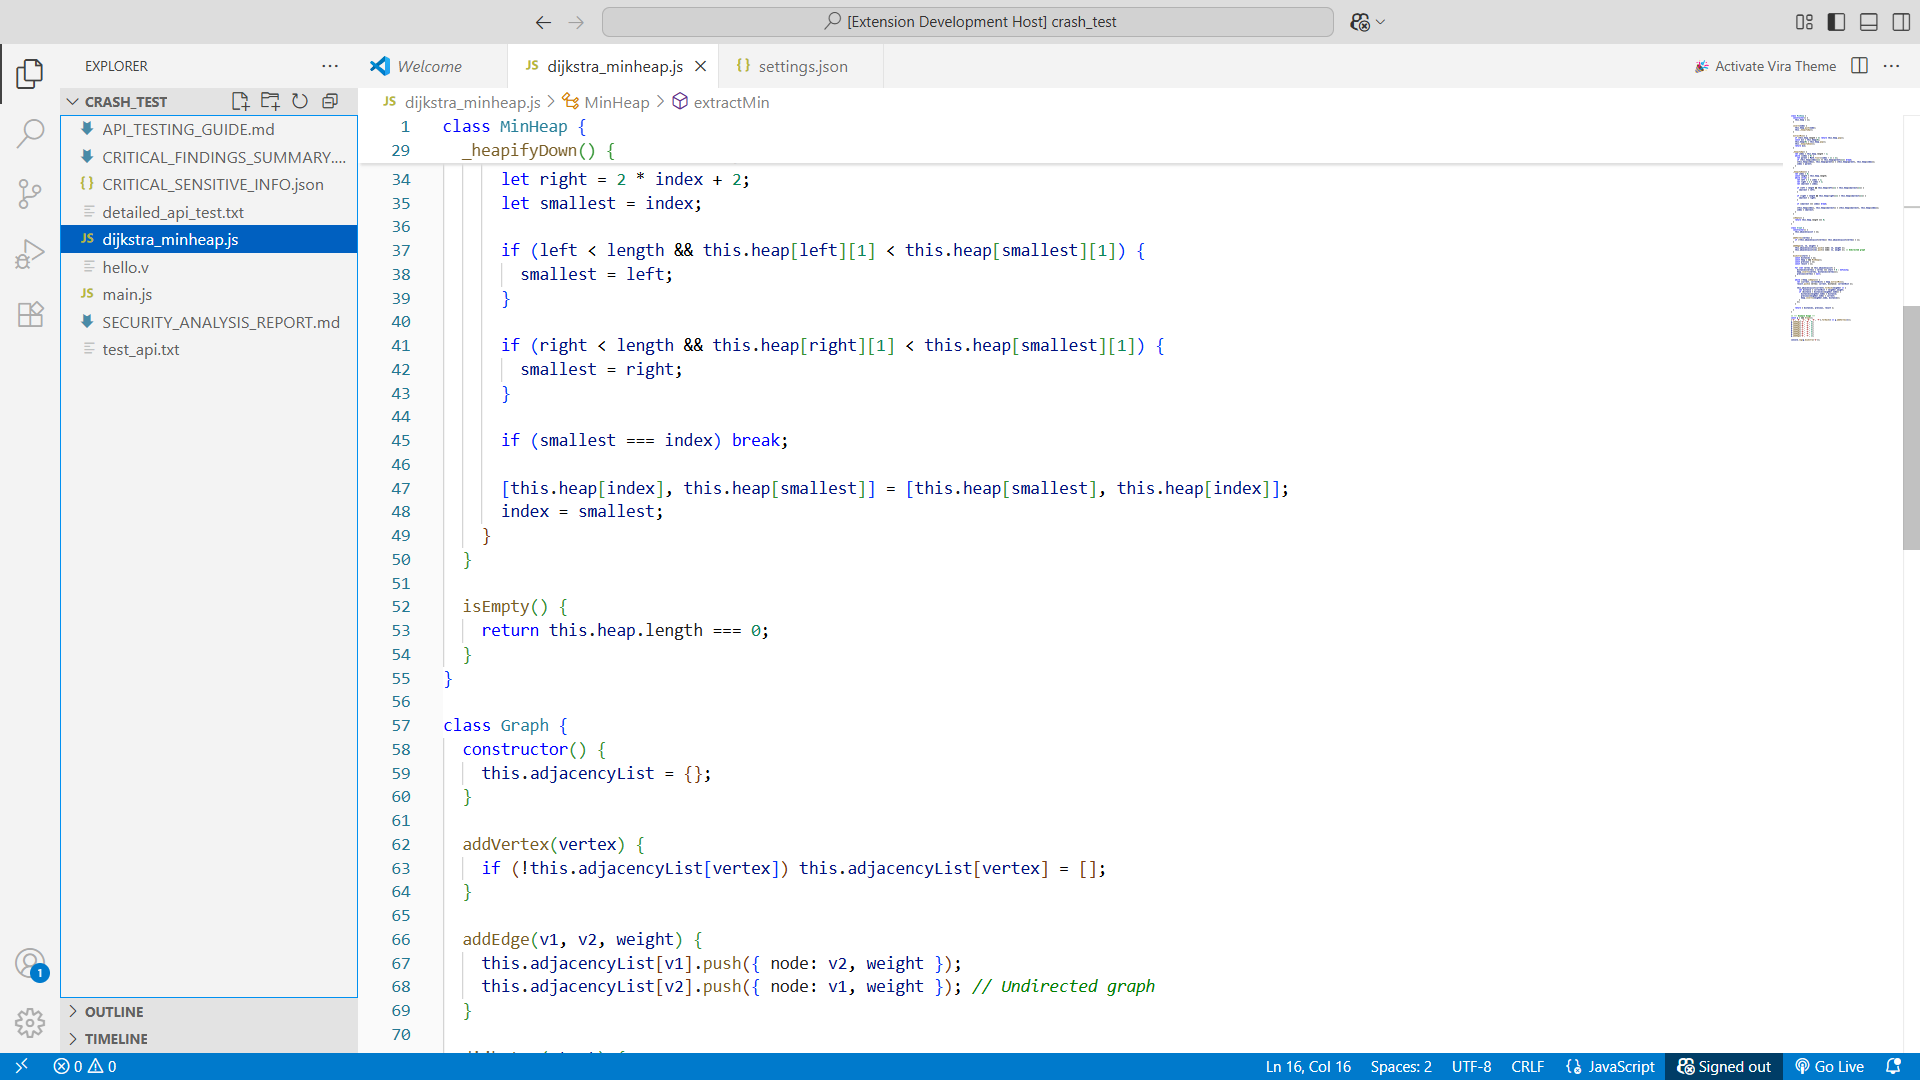 [Extension Development Host] crash_test
EXPLORER
CRASH_TEST
API_TESTING_GUIDE.md
CRITICAL_FINDINGS_SUMMARY....
CRITICAL_SENSITIVE_INFO.json
detailed_api_test.txt
dijkstra_minheap.js
hello.v
main.js
SECURITY_ANALYSIS_REPORT.md
test_api.txt
OUTLINE
TIMELINE
1
Welcome
JS dijkstra_minheap.js
{} settings.json
Activate Vira Theme
JS dijkstra_minheap.js > MinHeap > extractMin
1 class MinHeap {
29 _heapifyDown() {
34 let right = 2 * index + 2;
35 let smallest = index;
36
37 if (left < length && this.heap[left][1] < this.heap[smallest][1]) {
38 smallest = left;
39 }
40
41 if (right < length && this.heap[right][1] < this.heap[smallest][1]) {
42 smallest = right;
43 }
44
45 if (smallest === index) break;
46
47 [this.heap[index], this.heap[smallest]] = [this.heap[smallest], this.heap[index]];
48 index = smallest;
49 }
50 }
51
52 isEmpty() {
53 return this.heap.length === 0;
54 }
55 }
56
57 class Graph {
58 constructor() {
59 this.adjacencyList = {};
60 }
61
62 addVertex(vertex) {
63 if (!this.adjacencyList[vertex]) this.adjacencyList[vertex] = [];
64 }
65
66 addEdge(v1, v2, weight) {
67 this.adjacencyList[v1].push({ node: v2, weight });
68 this.adjacencyList[v2].push({ node: v1, weight }); // Undirected graph
69 }
70
0 0
Ln 16, Col 16
Spaces: 2
UTF-8
CRLF
{} JavaScript
Signed out
Go Live